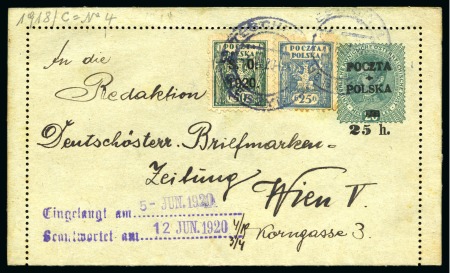 1918/C=No 4
POCZTA POLSKA
POCZTA POLSKA
25
POCZTA
+
POLSKA
25 h.
An die
Redaktion
Deutschösterr. Briefmarken-
Zeitung
Wien V.
Korngasse 3.
Eingelangt am 5- JUN. 1920
Beantwortet am 12 JUN. 1920